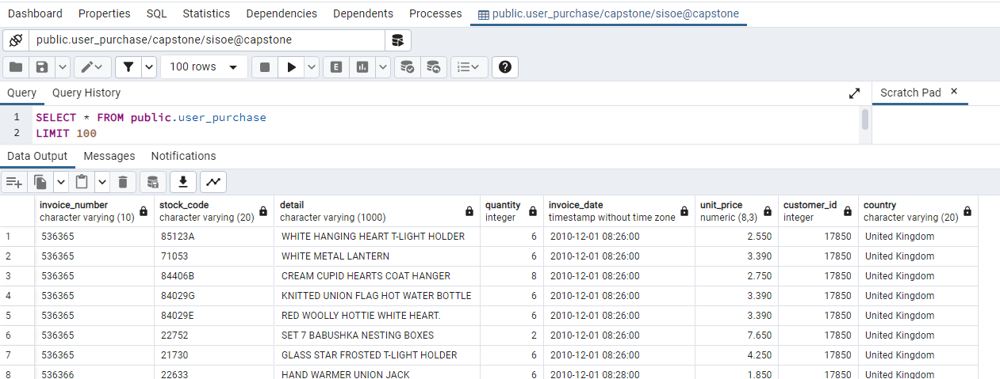 Dashboard Properties SQL Statistics Dependencies Dependents Processes public.user_purchase/capstone/sisoe@capstone
public.user_purchase/capstone/sisoe@capstone
100 rows E
Query Query History Scratch Pad ×
1 SELECT * FROM public.user_purchase
2 LIMIT 100
Data Output Messages Notifications
invoice_number stock_code detail quantity invoice_date unit_price customer_id country
character varying (10) character varying (20) character varying (1000) integer timestamp without time zone numeric (8,3) integer character varying (20)
1 536365 85123A WHITE HANGING HEART T-LIGHT HOLDER 6 2010-12-01 08:26:00 2.550 17850 United Kingdom
2 536365 71053 WHITE METAL LANTERN 6 2010-12-01 08:26:00 3.390 17850 United Kingdom
3 536365 84406B CREAM CUPID HEARTS COAT HANGER 8 2010-12-01 08:26:00 2.750 17850 United Kingdom
4 536365 84029G KNITTED UNION FLAG HOT WATER BOTTLE 6 2010-12-01 08:26:00 3.390 17850 United Kingdom
5 536365 84029E RED WOOLLY HOTTIE WHITE HEART. 6 2010-12-01 08:26:00 3.390 17850 United Kingdom
6 536365 22752 SET 7 BABUSHKA NESTING BOXES 2 2010-12-01 08:26:00 7.650 17850 United Kingdom
7 536365 21730 GLASS STAR FROSTED T-LIGHT HOLDER 6 2010-12-01 08:26:00 4.250 17850 United Kingdom
8 536366 22633 HAND WARMER UNION JACK 6 2010-12-01 08:28:00 1.850 17850 United Kingdom